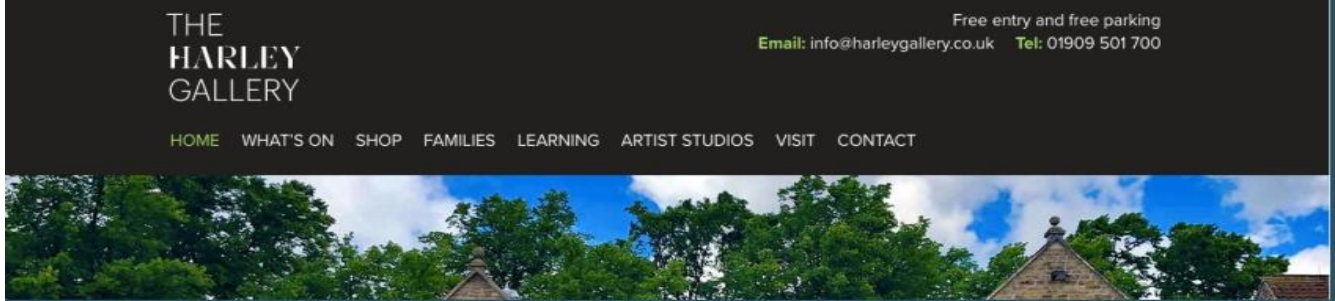 THE
HARLEY
GALLERY
Free entry and free parking
Email: info@harleygallery.co.uk Tel: 01909 501 700
HOME WHAT'S ON SHOP FAMILIES LEARNING ARTIST STUDIOS VISIT CONTACT